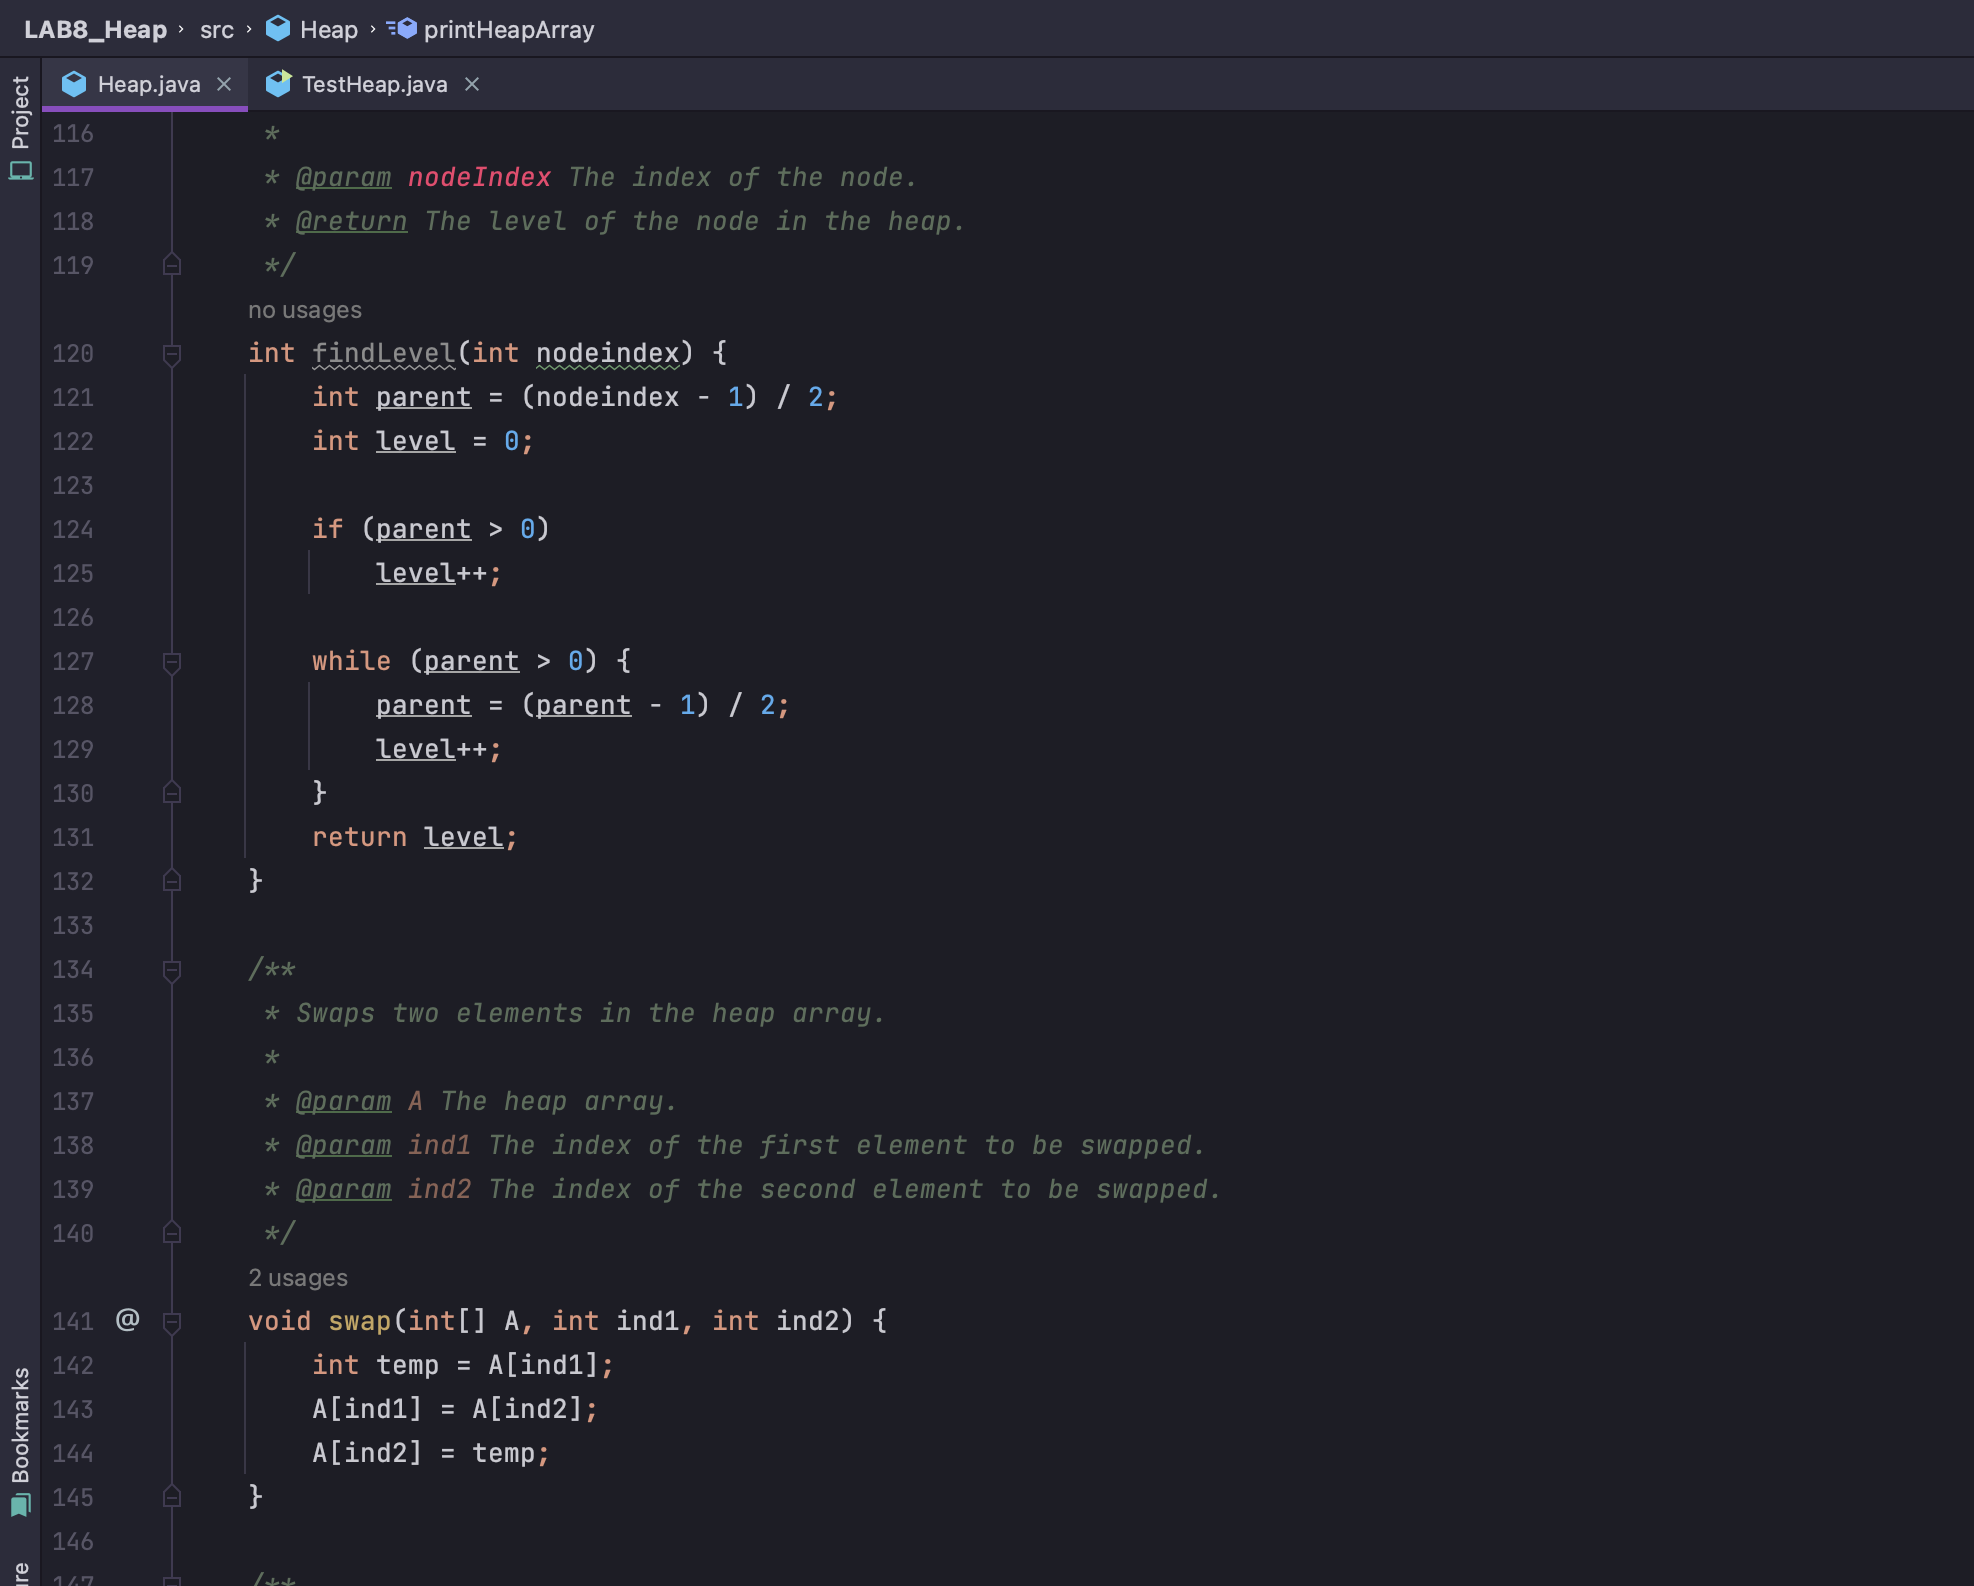 LAB8_Heap › src › Heap › printHeapArray
Project
Heap.java × TestHeap.java ×
116 *
117 * @param nodeIndex The index of the node.
118 * @return The level of the node in the heap.
119 */
no usages
120 int findLevel(int nodeindex) {
121 int parent = (nodeindex - 1) / 2;
122 int level = 0;
123
124 if (parent > 0)
125 level++;
126
127 while (parent > 0) {
128 parent = (parent - 1) / 2;
129 level++;
130 }
131 return level;
132 }
133
134 /**
135 * Swaps two elements in the heap array.
136 *
137 * @param A The heap array.
138 * @param ind1 The index of the first element to be swapped.
139 * @param ind2 The index of the second element to be swapped.
140 */
2 usages
141 @ void swap(int[] A, int ind1, int ind2) {
142 int temp = A[ind1];
143 A[ind1] = A[ind2];
144 A[ind2] = temp;
145 }
146
147 /**
Bookmarks